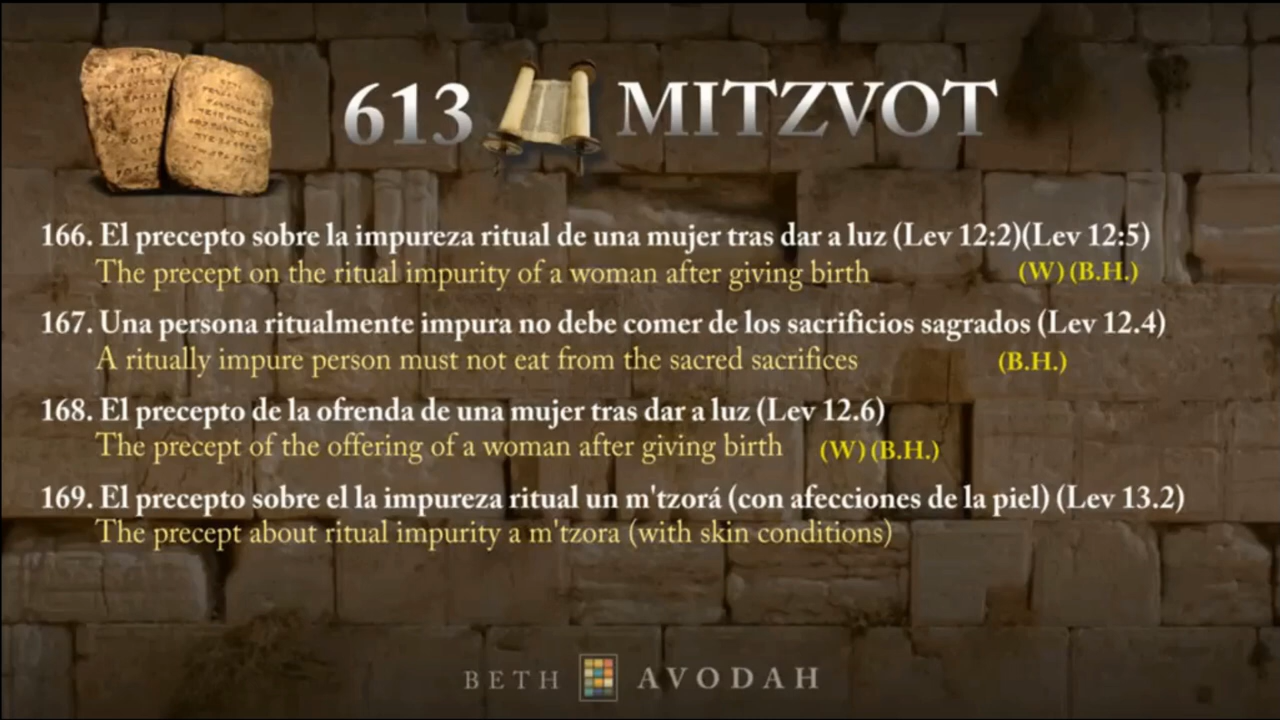 613 MITZVOT
166. El precepto sobre la impureza ritual de una mujer tras dar a luz (Lev 12:2)(Lev 12:5)
The precept on the ritual impurity of a woman after giving birth (W) (B.H.)
167. Una persona ritualmente impura no debe comer de los sacrificios sagrados (Lev 12.4)
A ritually impure person must not eat from the sacred sacrifices (B.H.)
168. El precepto de la ofrenda de una mujer tras dar a luz (Lev 12.6)
The precept of the offering of a woman after giving birth (W) (B.H.)
169. El precepto sobre el la impureza ritual un m'tzorá (con afecciones de la piel) (Lev 13.2)
The precept about ritual impurity a m'tzora (with skin conditions)
BETH AVODAH